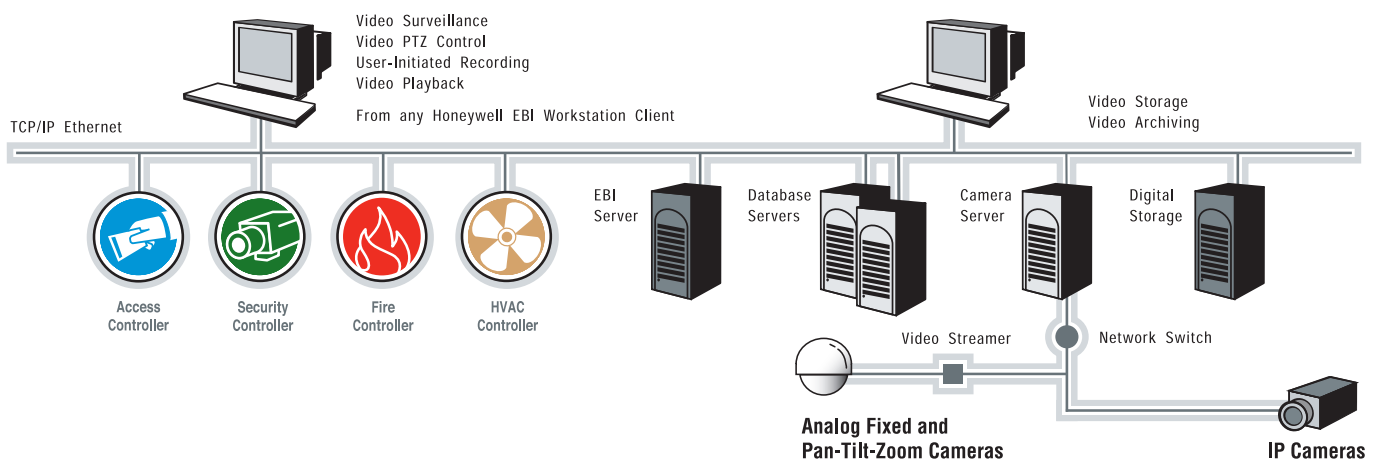 Video Surveillance
Video PTZ Control
User-Initiated Recording
Video Playback
From any Honeywell EBI Workstation Client
Video Storage
Video Archiving
TCP/IP Ethernet
EBI
Server
Database
Servers
Camera
Server
Digital
Storage
Access
Controller
Security
Controller
Fire
Controller
HVAC
Controller
Video Streamer
Network Switch
Analog Fixed and
Pan-Tilt-Zoom Cameras
IP Cameras